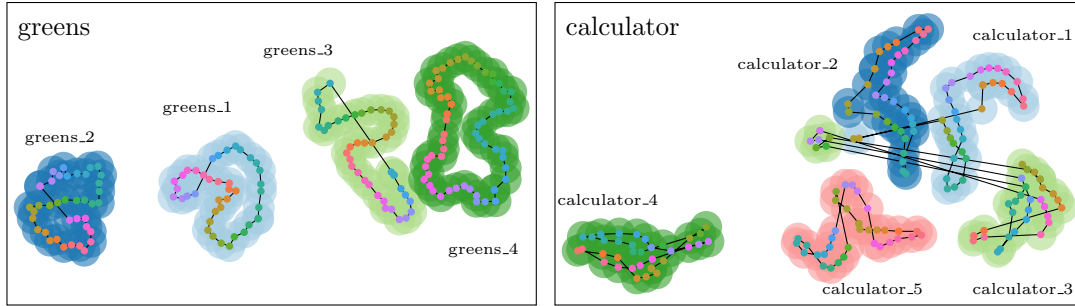 greens
greens_3
greens_1
greens_2
greens_4
calculator
calculator_1
calculator_2
calculator_4
calculator_5
calculator_3